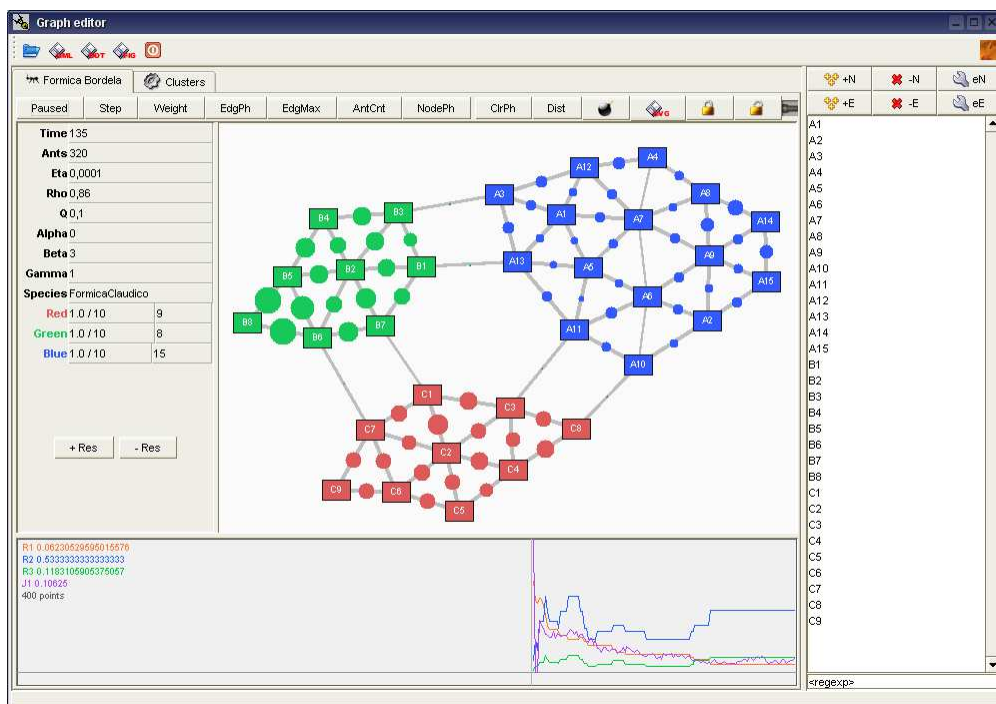 Graph editor
XML DOT FIG
Formica Bordela Clusters
Paused Step Weight EdgPh EdgMax AntCnt NodePh ClrPh Dist SVG
+N -N eN
+E -E eE
Time 135
Ants 320
Eta 0,0001
Rho 0,86
Q 0,1
Alpha 0
Beta 3
Gamma 1
Species FormicaClaudico
Red 1.0 / 10 9
Green 1.0 / 10 8
Blue 1.0 / 10 15
+ Res - Res
A4
A12
A3
A8
B3
B4
A1
A7
A14
A9
A13
B1
A5
B2
B5
A15
A6
B8
B7
A2
A11
B6
A10
C1
C3
C7
C8
C2
C4
C9
C6
C5
R1 0.06230529595015576
R2 0.5333333333333333
R3 0.1183105905375057
J1 0.10625
400 points
A1
A2
A3
A4
A5
A6
A7
A8
A9
A10
A11
A12
A13
A14
A15
B1
B2
B3
B4
B5
B6
B7
B8
C1
C2
C3
C4
C5
C6
C7
C8
C9
<regexp>